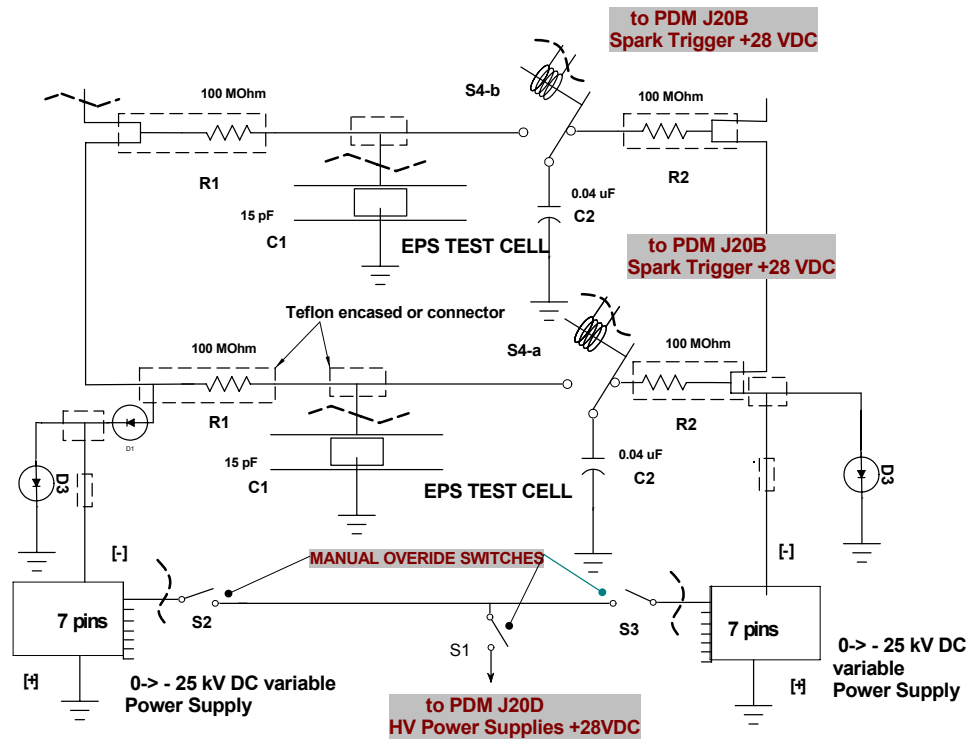 to PDM J20B
Spark Trigger +28 VDC
S4-b
100 MOhm
100 MOhm
R1
R2
0.04 uF
C2
15 pF
C1
EPS TEST CELL
to PDM J20B
Spark Trigger +28 VDC
Teflon encased or connector
S4-a
100 MOhm
100 MOhm
R1
R2
D1
0.04 uF
C2
15 pF
C1
EPS TEST CELL
D3
D3
[-]
[-]
MANUAL OVERIDE SWITCHES
7 pins
S2
S3
7 pins
S1
[+]
[+]
0-> - 25 kV DC variable
Power Supply
0-> - 25 kV DC
variable
Power Supply
to PDM J20D
HV Power Supplies +28VDC